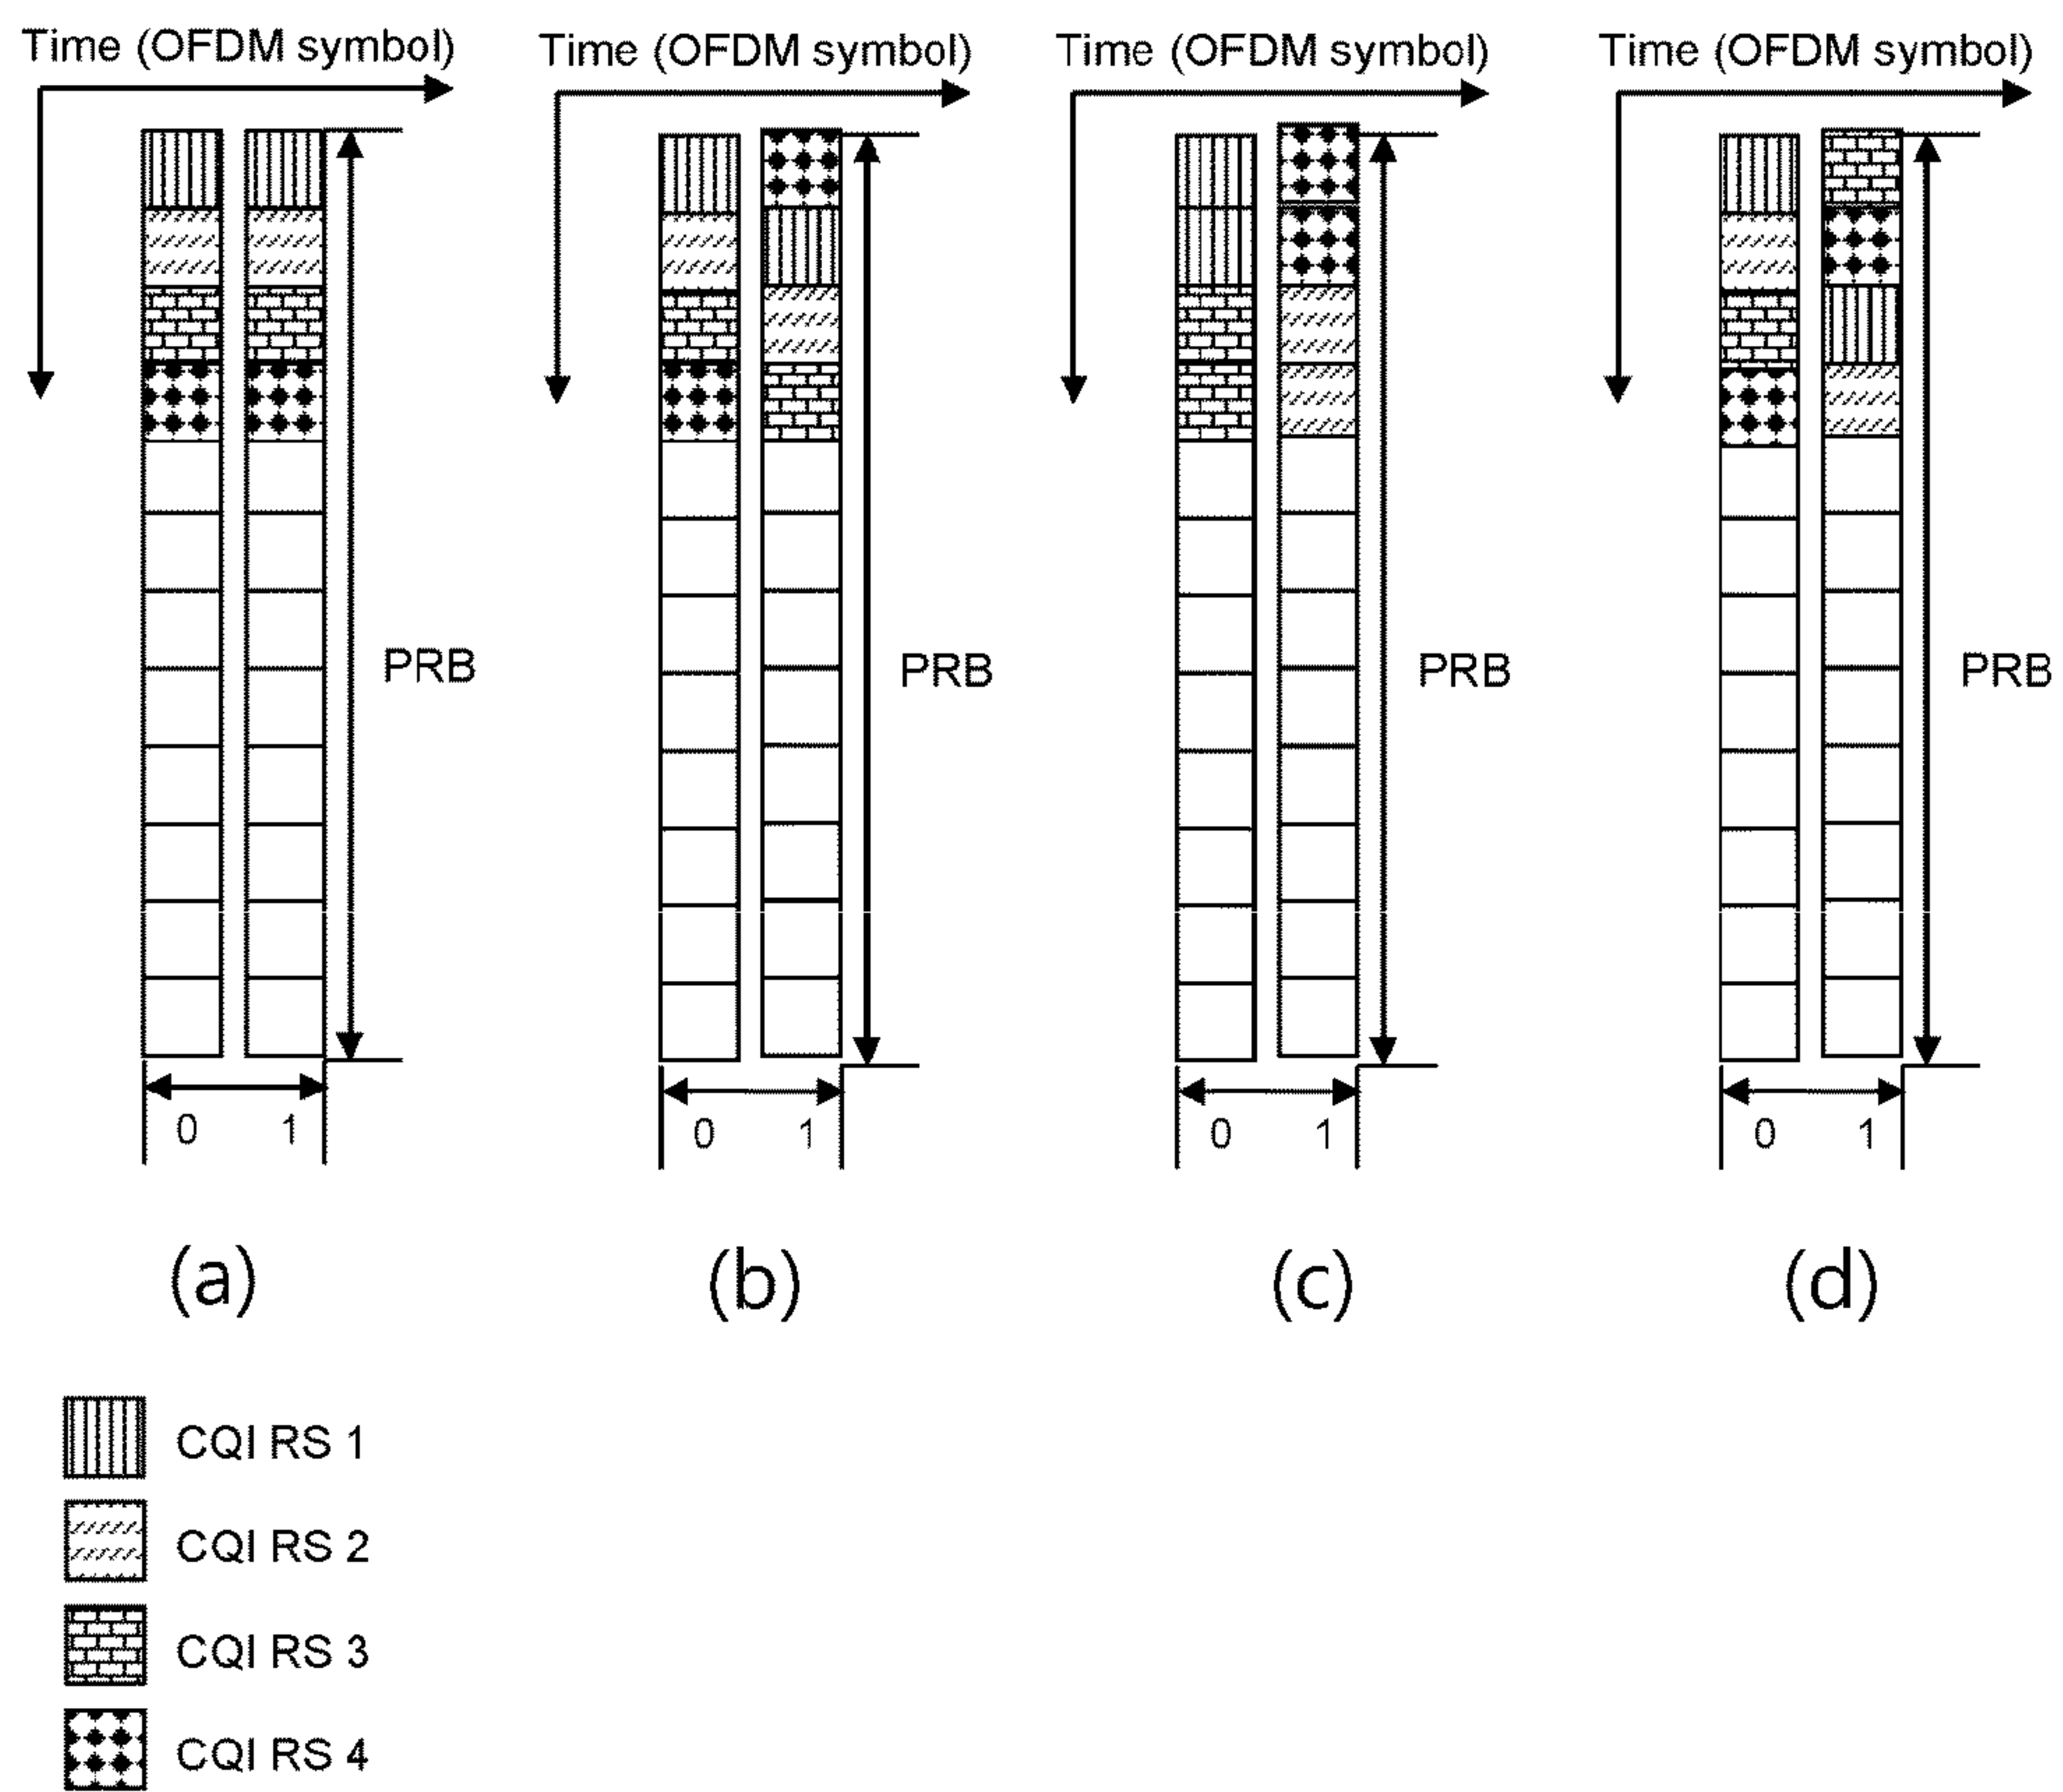 Time (OFDM symbol) Time (OFDM symbol) Time (OFDM symbol) Time (OFDM symbol)
PRB PRB PRB PRB
0 1 0 1 0 1 0 1
(a) (b) (c) (d)
CQI RS 1
CQI RS 2
CQI RS 3
CQI RS 4